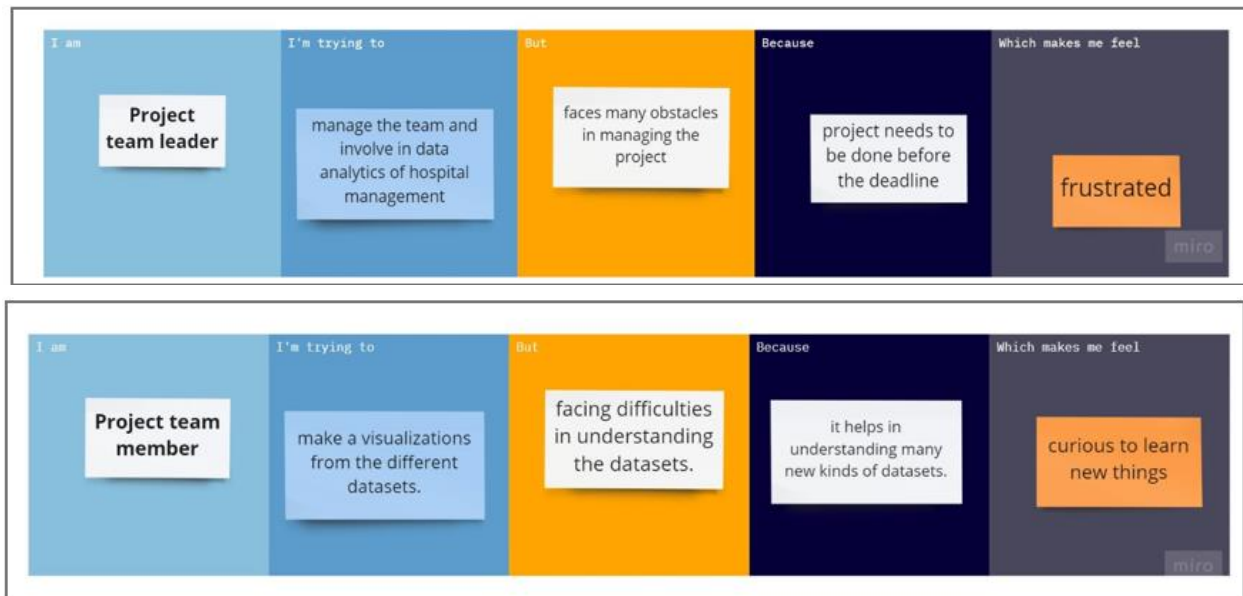 I am
I'm trying to
But
Because
Which makes me feel
Project
team leader
manage the team and
involve in data
analytics of hospital
management
faces many obstacles
in managing the
project
project needs to
be done before
the deadline
frustrated
miro
I am
I'm trying to
But
Because
Which makes me feel
Project team
member
make a visualizations
from the different
datasets.
facing difficulties
in understanding
the datasets.
it helps in
understanding many
new kinds of datasets.
curious to learn
new things
miro